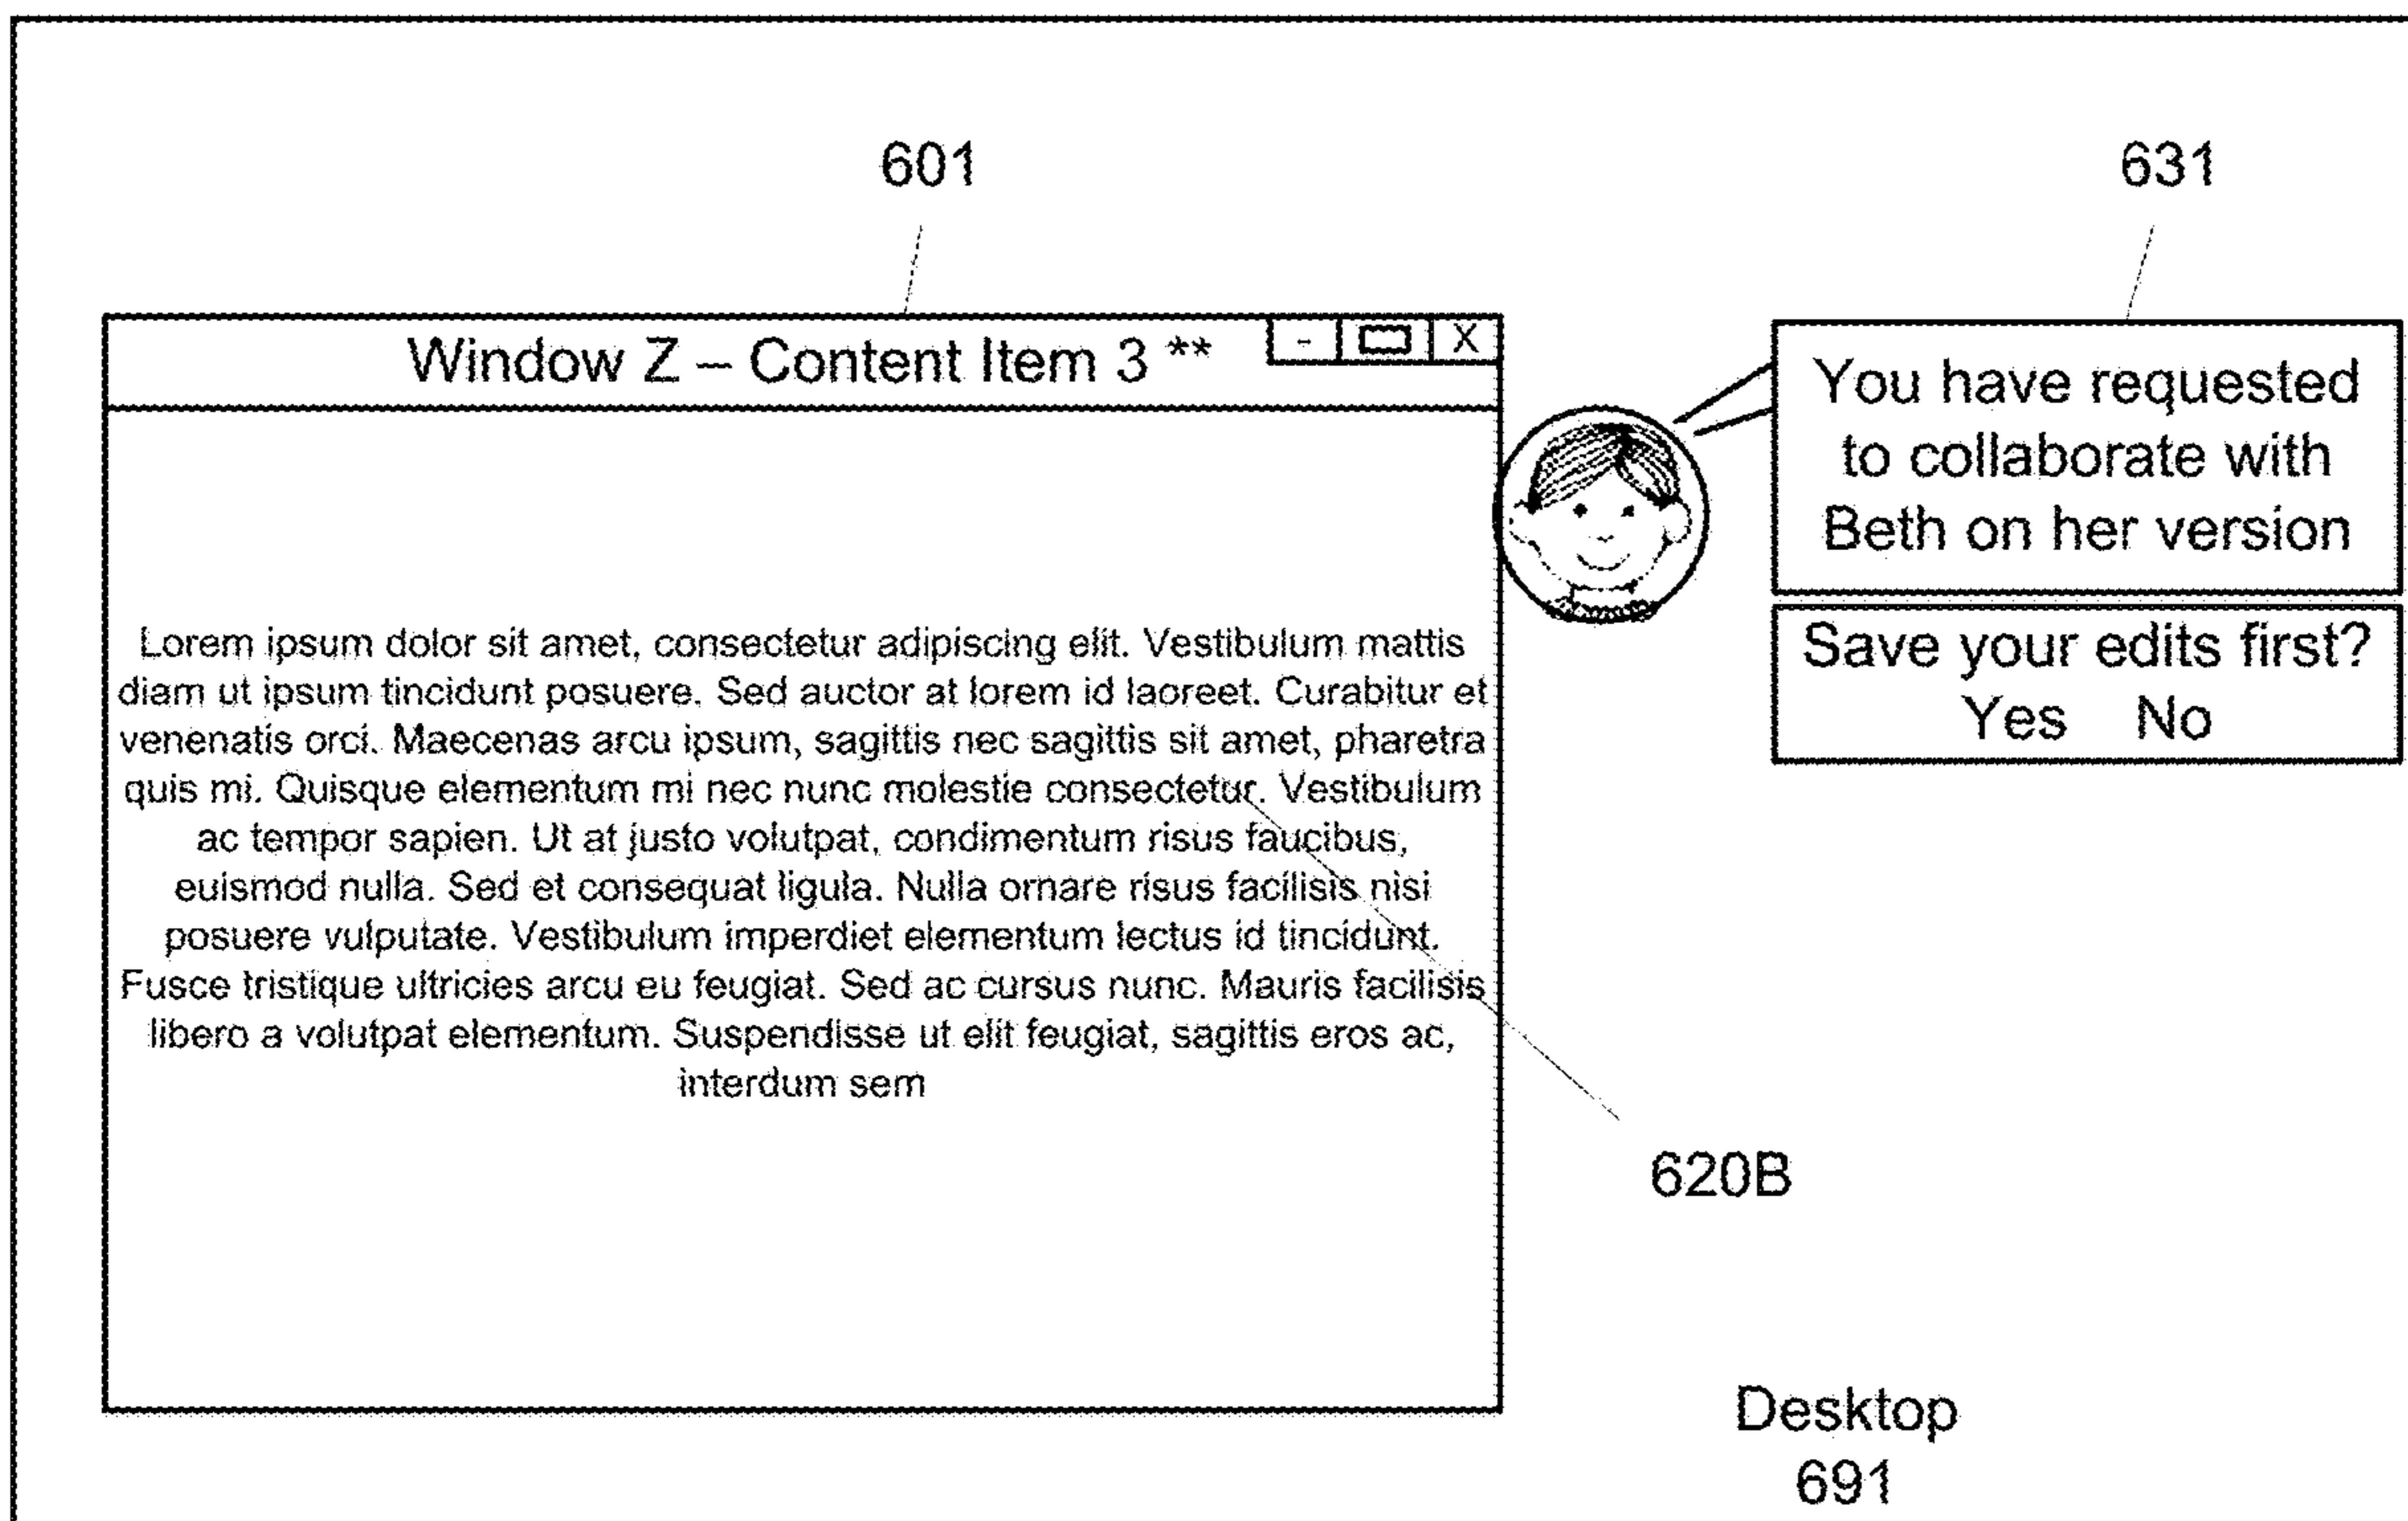 601
631
Window Z – Content Item 3 **
- X
You have requested
to collaborate with
Beth on her version
Save your edits first?
Yes No
Lorem ipsum dolor sit amet, consectetur adipiscing elit. Vestibulum mattis
diam ut ipsum tincidunt posuere. Sed auctor at lorem id laoreet. Curabitur et
venenatis orci. Maecenas arcu ipsum, sagittis nec sagittis sit amet, pharetra
quis mi. Quisque elementum mi nec nunc molestie consectetur. Vestibulum
ac tempor sapien. Ut at justo volutpat, condimentum risus faucibus,
euismod nulla. Sed et consequat ligula. Nulla ornare risus facilisis nisi
posuere vulputate. Vestibulum imperdiet elementum lectus id tincidunt.
Fusce tristique ultricies arcu eu feugiat. Sed ac cursus nunc. Mauris facilisis
libero a volutpat elementum. Suspendisse ut elit feugiat, sagittis eros ac,
interdum sem
620B
Desktop
691